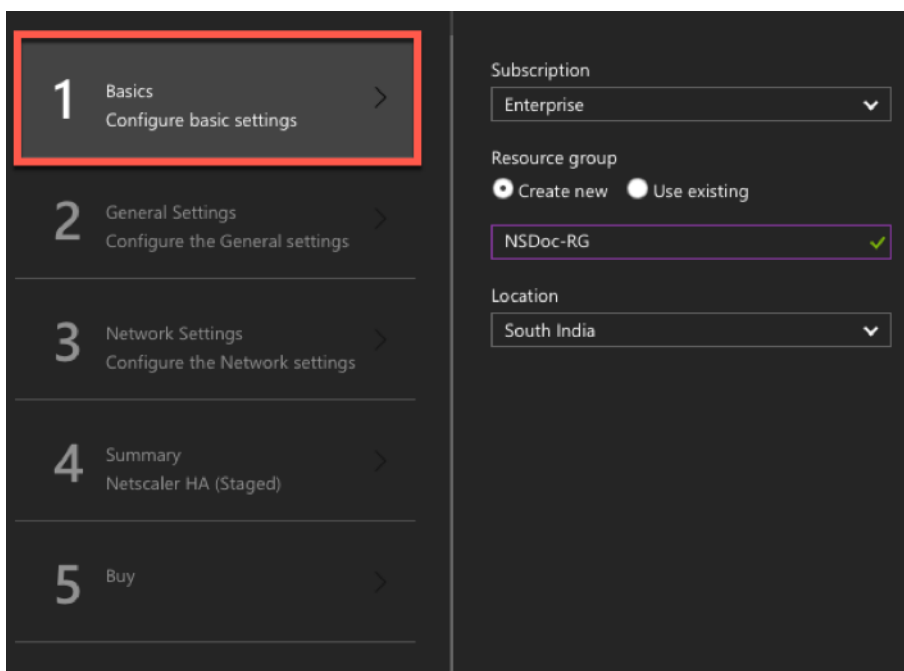 1
Basics
Configure basic settings
2
General Settings
Configure the General settings
3
Network Settings
Configure the Network settings
4
Summary
Netscaler HA (Staged)
5
Buy
Subscription
Enterprise
Resource group
Create new Use existing
NSDoc-RG
Location
South India